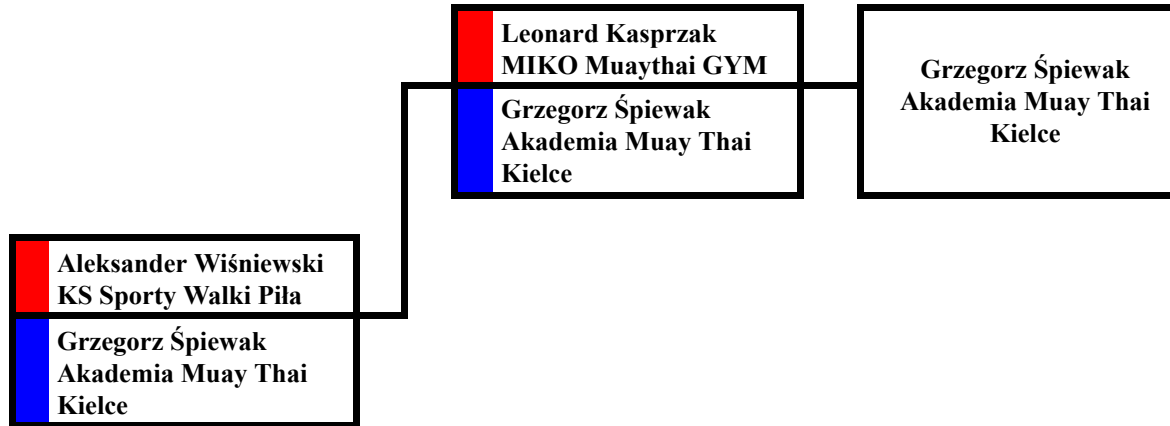 Leonard Kasprzak
MIKO Muaythai GYM
Grzegorz Śpiewak
Akademia Muay Thai
Kielce
Grzegorz Śpiewak
Akademia Muay Thai
Kielce
Aleksander Wiśniewski
KS Sporty Walki Piła
Grzegorz Śpiewak
Akademia Muay Thai
Kielce